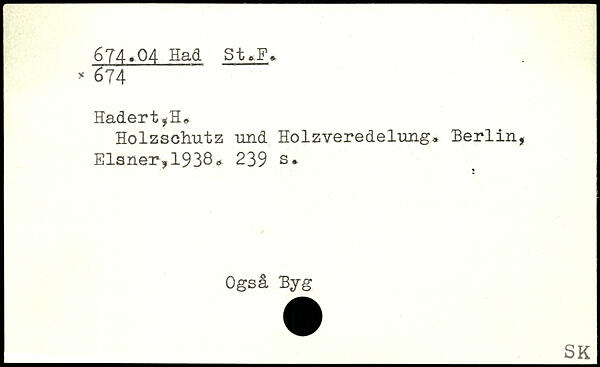 674.04 Had St.F.
× 674
Hadert,H.
Holzschutz und Holzveredelung. Berlin,
Elsner,1938. 239 s.
Også Byg
SK